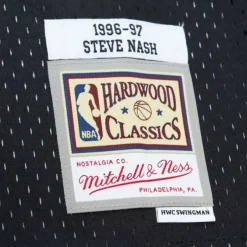 1996-97
STEVE NASH
HARDWOOD
NBA
CLASSICS
NOSTALGIA CO.
Mitchell & Ness
PHILADELPHIA, PA.
HWC SWINGMAN